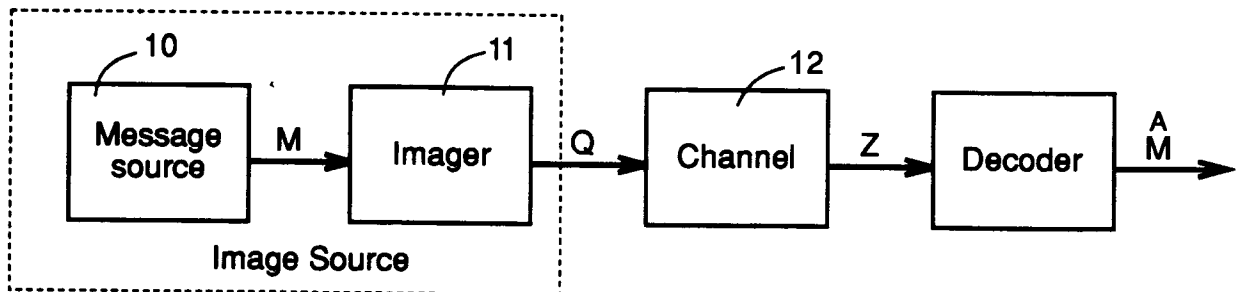 10
11
12
Message
source
M
Imager
Q
Channel
Z
Decoder
A
M
Image Source